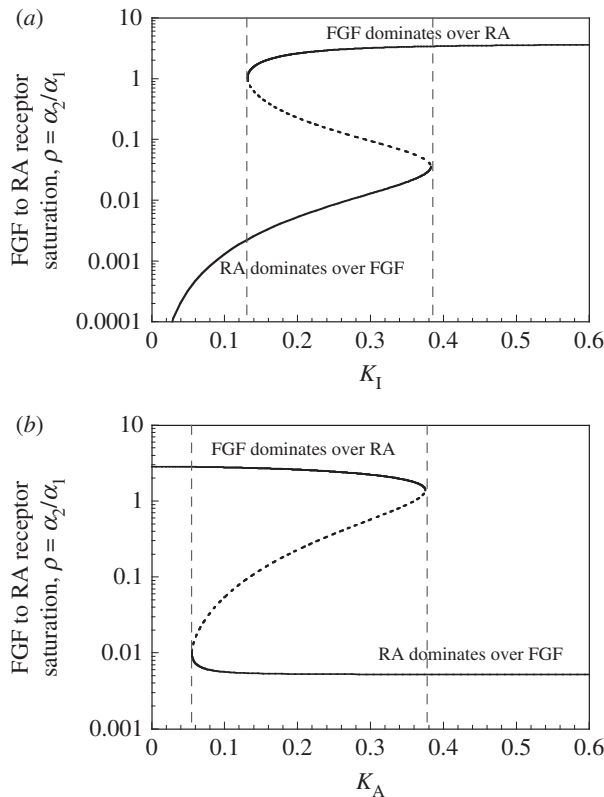 (a)
FGF to RA receptor
saturation, ρ = α₂/α₁
10
1
0.1
0.01
0.001
0.0001
FGF dominates over RA
RA dominates over FGF
0 0.1 0.2 0.3 0.4 0.5 0.6
K_I
(b)
FGF to RA receptor
saturation, ρ = α₂/α₁
10
1
0.1
0.01
0.001
FGF dominates over RA
RA dominates over FGF
0 0.1 0.2 0.3 0.4 0.5 0.6
K_A